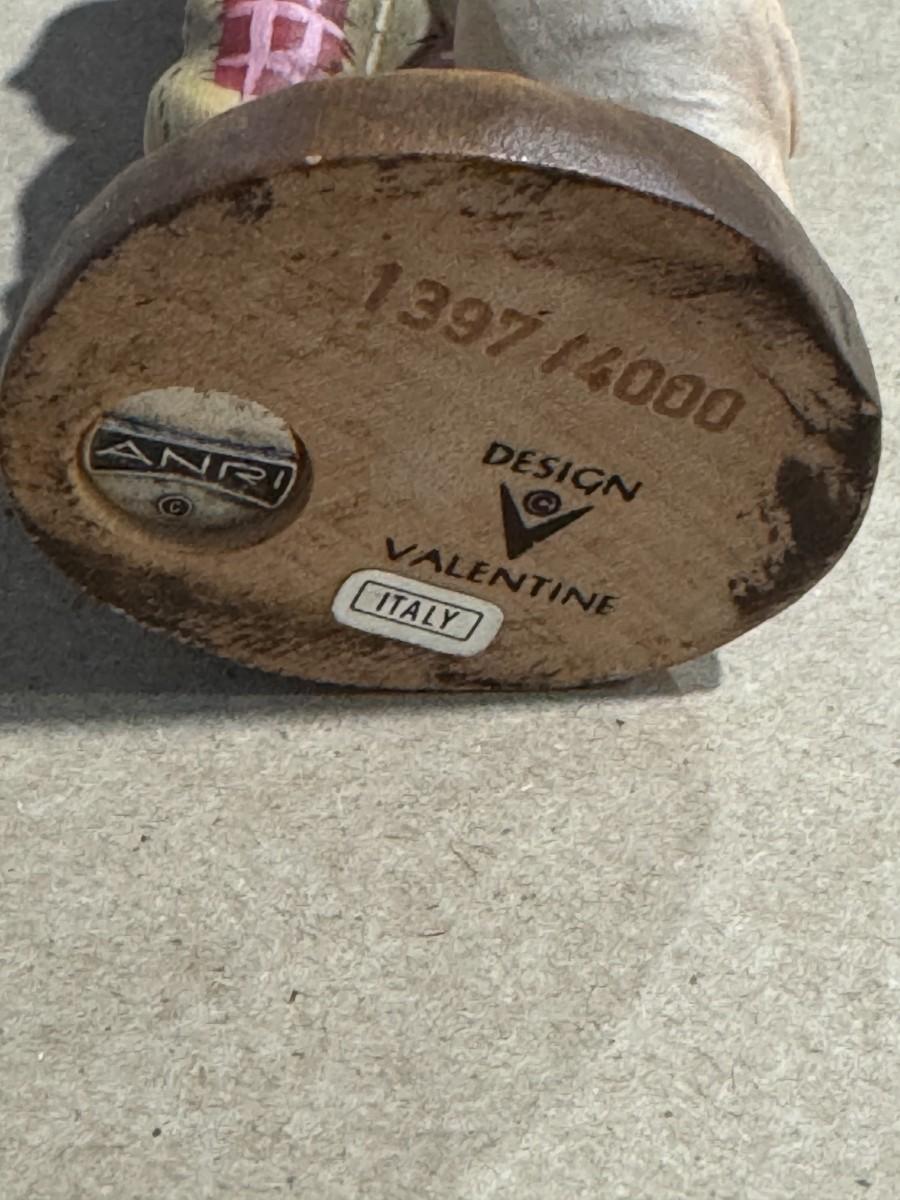 1397/4000
ANRI
©
DESIGN
©
VALENTINE
ITALY